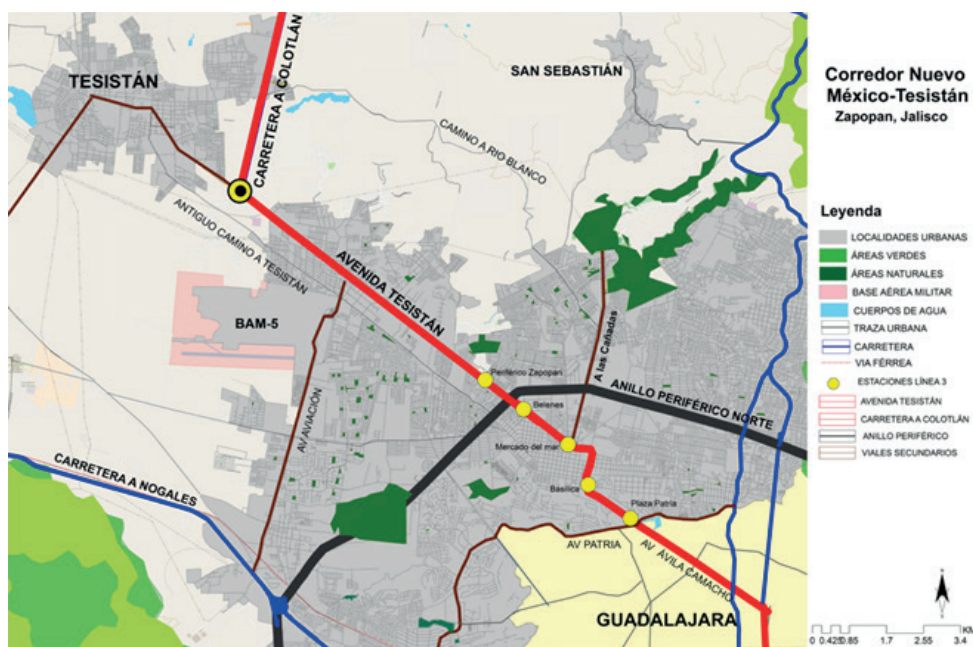 TESISTÁN
CARRETERA A COLOTLÁN
SAN SEBASTIÁN
CAMINO A RIO BLANCO
ANTIGUO CAMINO A TESISTÁN
AVENIDA TESISTÁN
BAM-5
A las Cañadas
Periférico Zapopan
ANILLO PERIFÉRICO NORTE
Belenes
AV AVIACIÓN
Mercado del mar
CARRETERA A NOGALES
Basílica
Plaza Patria
AV PATRIA
AV ÁVILA CAMACHO
GUADALAJARA
Corredor Nuevo
México-Tesistán
Zapopan, Jalisco
Leyenda
LOCALIDADES URBANAS
ÁREAS VERDES
ÁREAS NATURALES
BASE AÉREA MILITAR
CUERPOS DE AGUA
TRAZA URBANA
CARRETERA
VIA FÉRREA
ESTACIONES LÍNEA 3
AVENIDA TESISTÁN
CARRETERA A COLOTLÁN
ANILLO PERIFÉRICO
VIALES SECUNDARIOS
N
KM
0 0.425 0.85 1.7 2.55 3.4